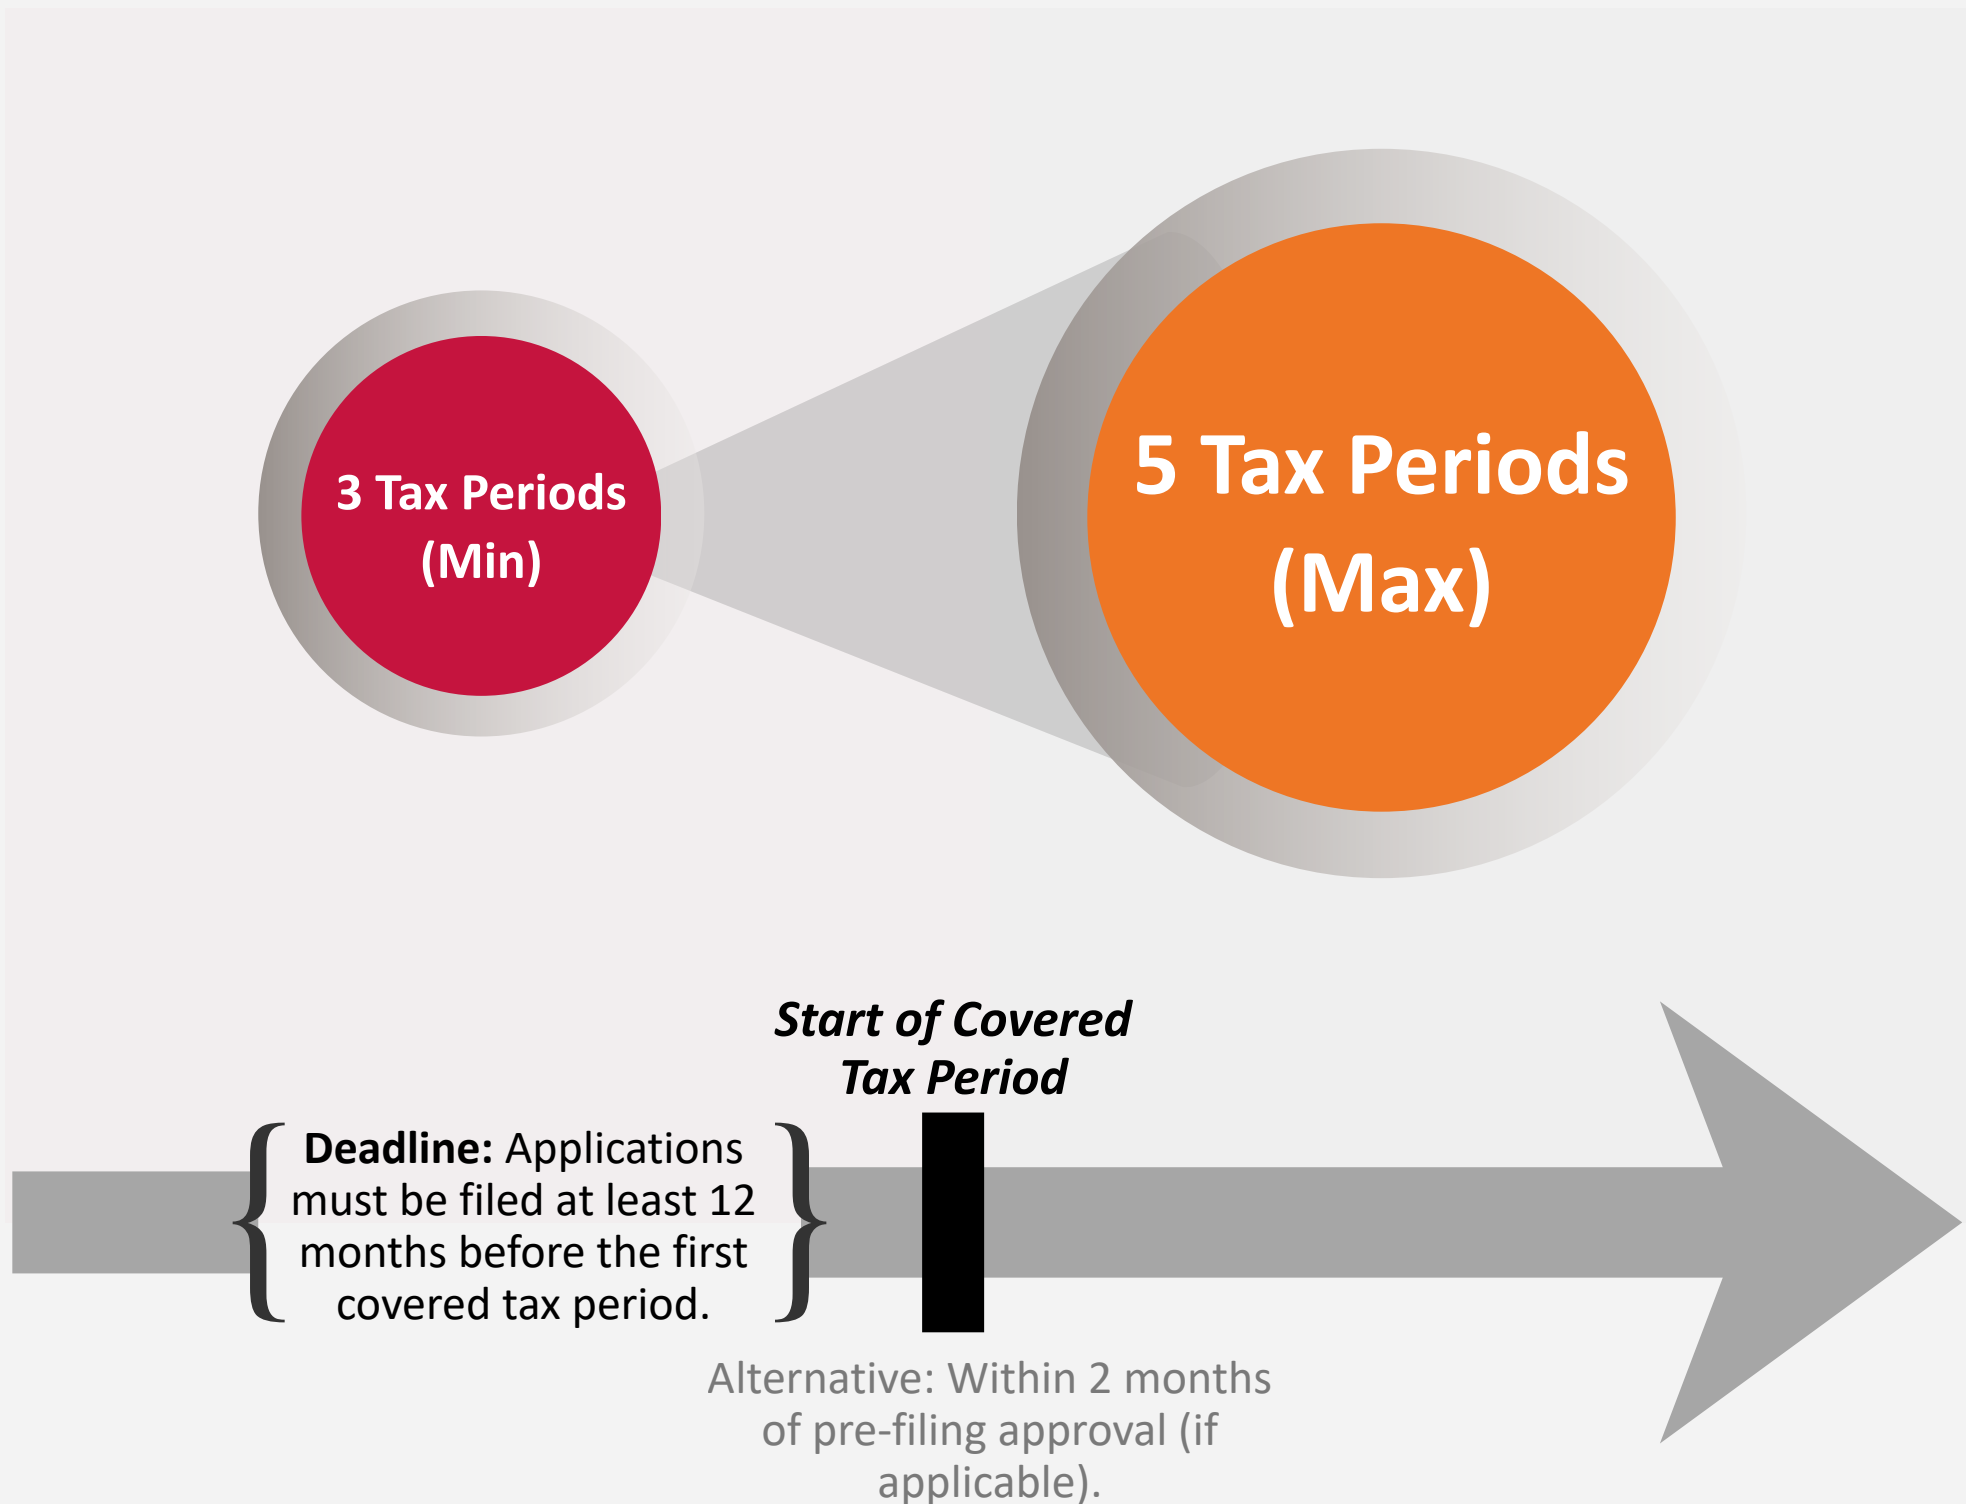 3 Tax Periods
(Min)
5 Tax Periods
(Max)
Start of Covered
Tax Period
Deadline: Applications
must be filed at least 12
months before the first
covered tax period.
Alternative: Within 2 months
of pre-filing approval (if
applicable).